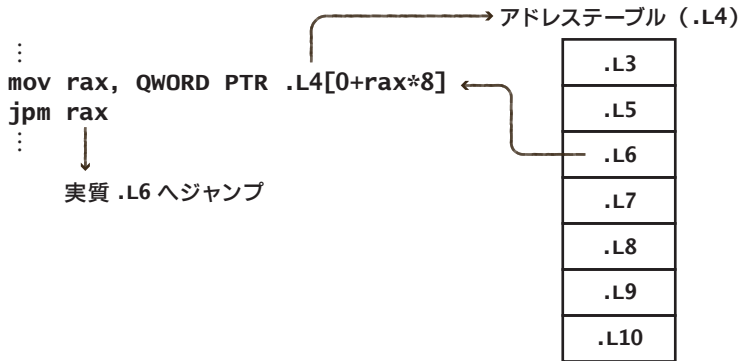 アドレステーブル（.L4）
⋮
mov rax, QWORD PTR .L4[0+rax*8]
jpm rax
⋮
実質 .L6 へジャンプ
.L3
.L5
.L6
.L7
.L8
.L9
.L10